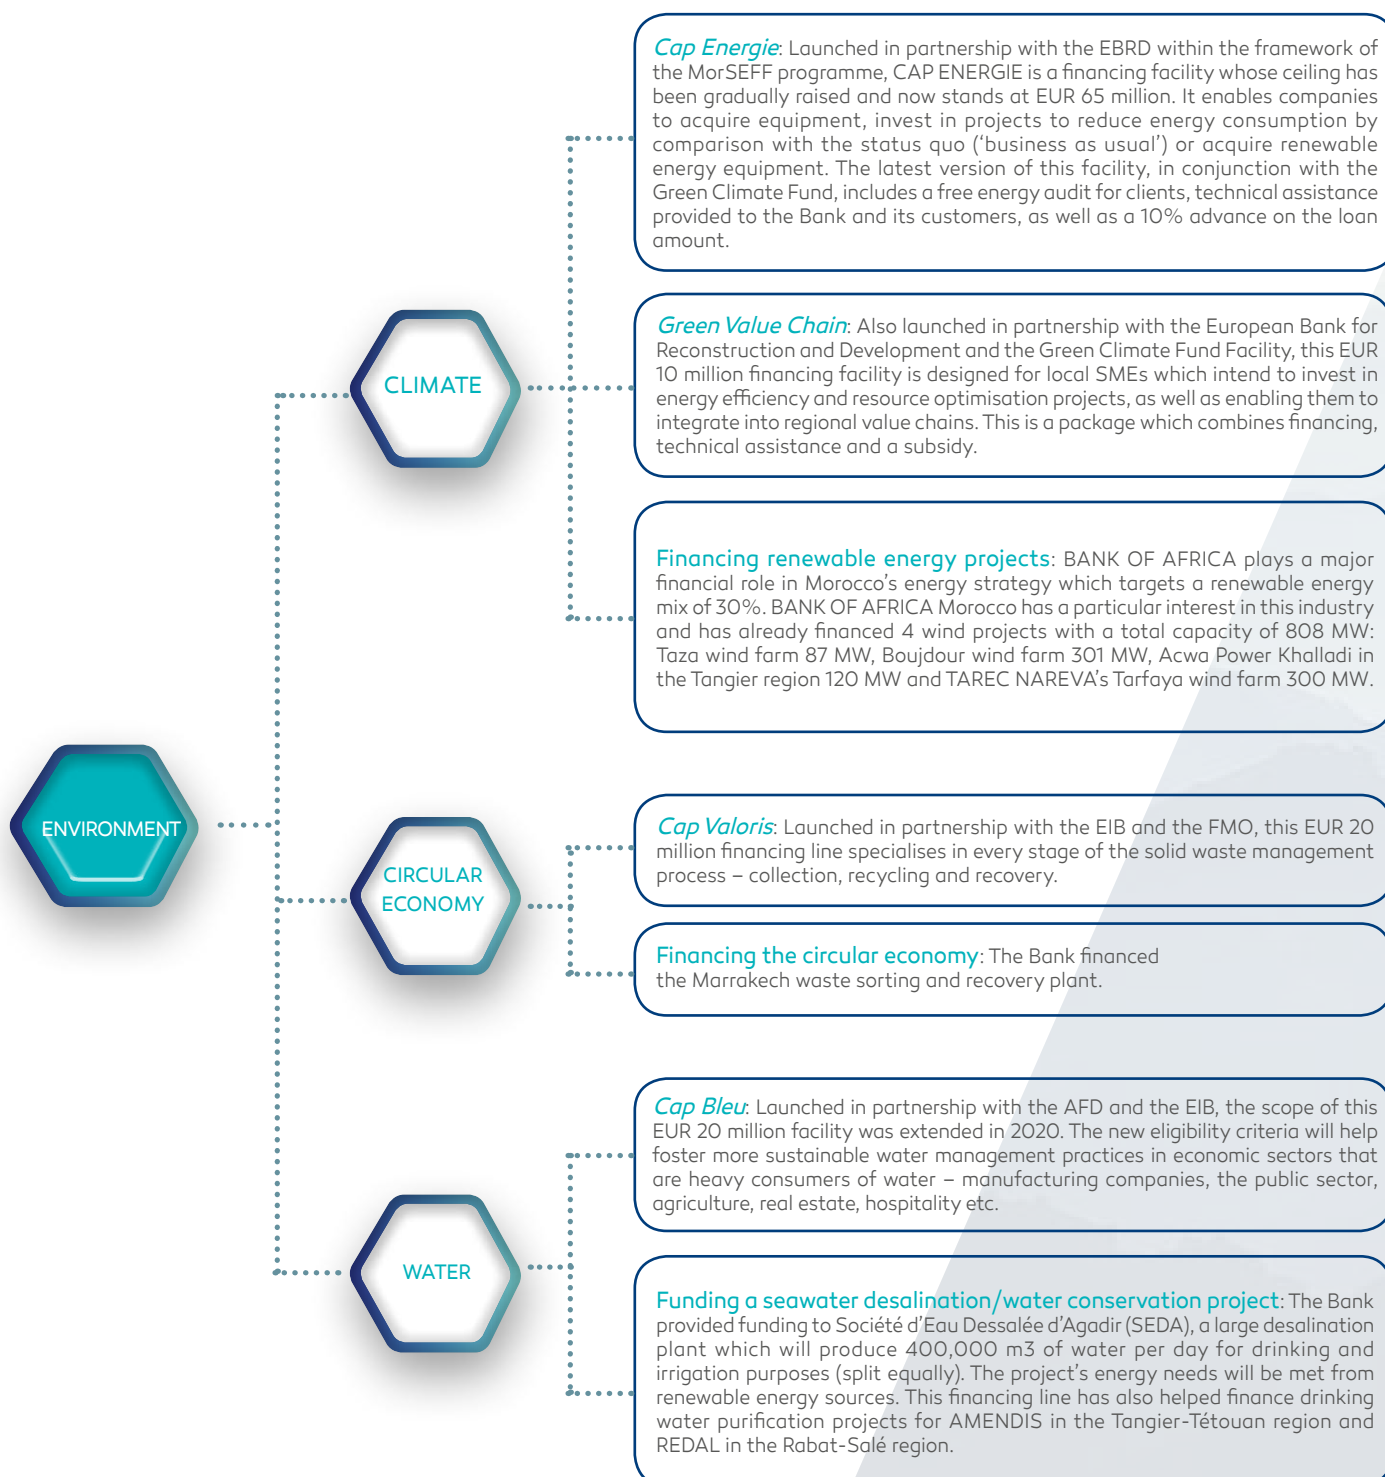 Cap Energie: Launched in partnership with the EBRD within the framework of
the MorSEFF programme, CAP ENERGIE is a financing facility whose ceiling has
been gradually raised and now stands at EUR 65 million. It enables companies
to acquire equipment, invest in projects to reduce energy consumption by
comparison with the status quo (‘business as usual’) or acquire renewable
energy equipment. The latest version of this facility, in conjunction with the
Green Climate Fund, includes a free energy audit for clients, technical assistance
provided to the Bank and its customers, as well as a 10% advance on the loan
amount.
CLIMATE
Green Value Chain: Also launched in partnership with the European Bank for
Reconstruction and Development and the Green Climate Fund Facility, this EUR
10 million financing facility is designed for local SMEs which intend to invest in
energy efficiency and resource optimisation projects, as well as enabling them to
integrate into regional value chains. This is a package which combines financing,
technical assistance and a subsidy.
Financing renewable energy projects: BANK OF AFRICA plays a major
financial role in Morocco’s energy strategy which targets a renewable energy
mix of 30%. BANK OF AFRICA Morocco has a particular interest in this industry
and has already financed 4 wind projects with a total capacity of 808 MW:
Taza wind farm 87 MW, Boujdour wind farm 301 MW, Acwa Power Khalladi in
the Tangier region 120 MW and TAREC NAREVA’s Tarfaya wind farm 300 MW.
ENVIRONMENT
CIRCULAR
ECONOMY
Cap Valoris: Launched in partnership with the EIB and the FMO, this EUR 20
million financing line specialises in every stage of the solid waste management
process – collection, recycling and recovery.
Financing the circular economy: The Bank financed
the Marrakech waste sorting and recovery plant.
WATER
Cap Bleu: Launched in partnership with the AFD and the EIB, the scope of this
EUR 20 million facility was extended in 2020. The new eligibility criteria will help
foster more sustainable water management practices in economic sectors that
are heavy consumers of water – manufacturing companies, the public sector,
agriculture, real estate, hospitality etc.
Funding a seawater desalination/water conservation project: The Bank
provided funding to Société d’Eau Dessalée d’Agadir (SEDA), a large desalination
plant which will produce 400,000 m3 of water per day for drinking and
irrigation purposes (split equally). The project’s energy needs will be met from
renewable energy sources. This financing line has also helped finance drinking
water purification projects for AMENDIS in the Tangier-Tétouan region and
REDAL in the Rabat-Salé region.